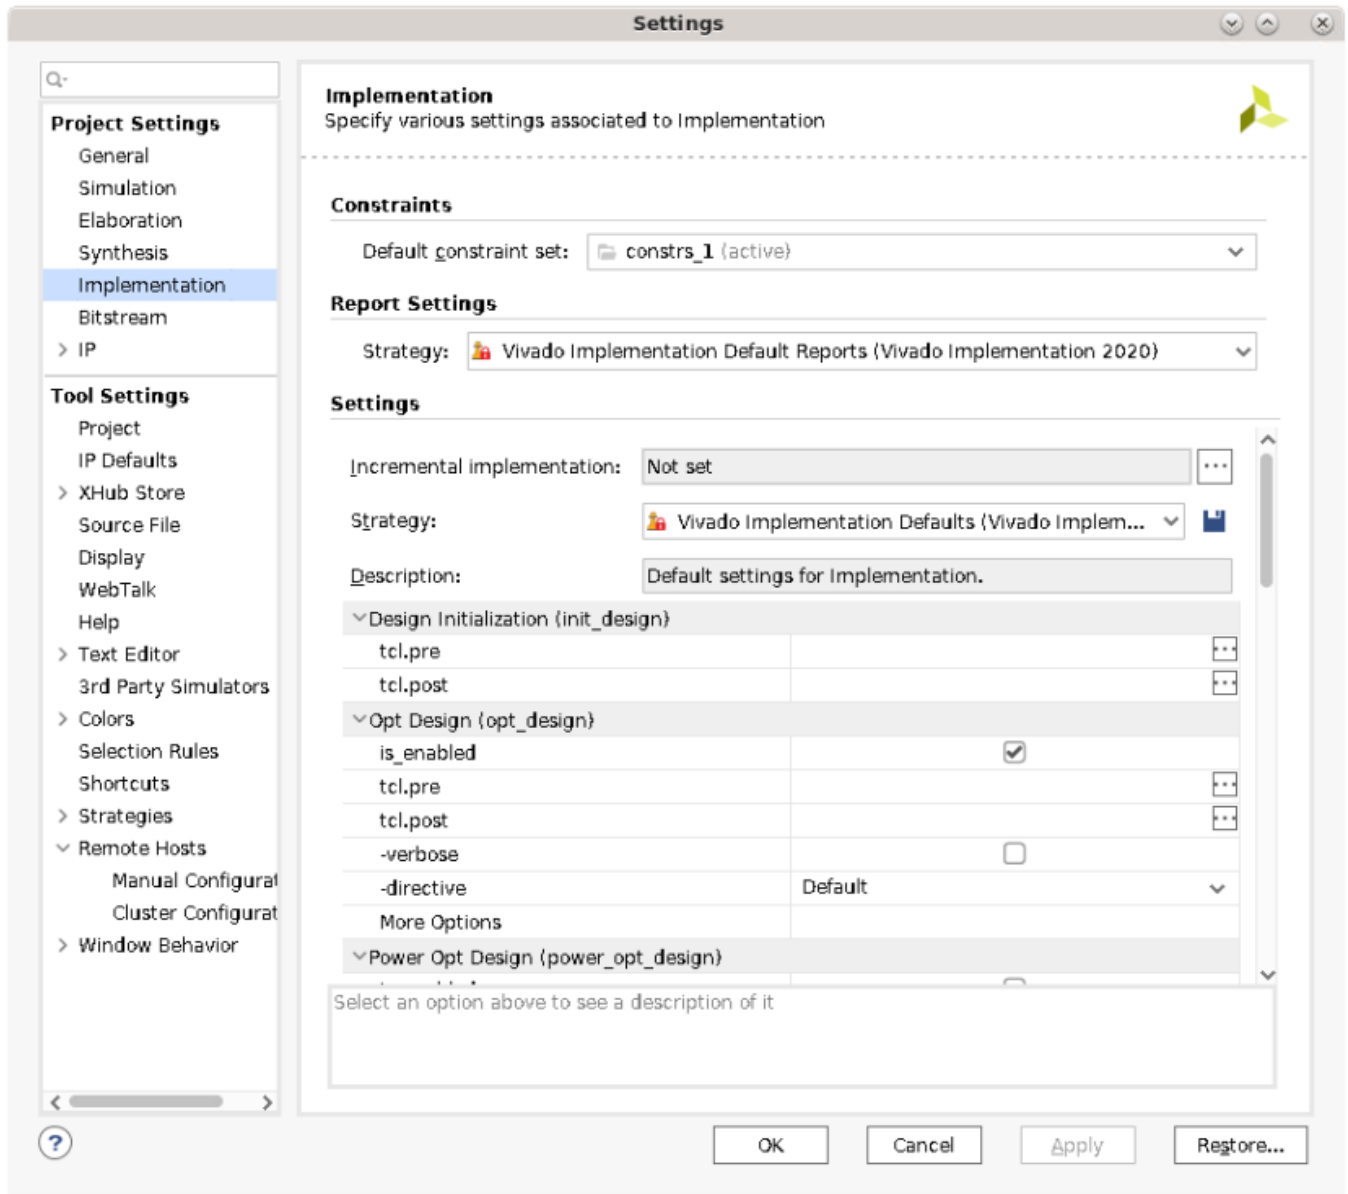 Settings
Project Settings
General
Simulation
Elaboration
Synthesis
Implementation
Bitstream
IP
Tool Settings
Project
IP Defaults
XHub Store
Source File
Display
WebTalk
Help
Text Editor
3rd Party Simulators
Colors
Selection Rules
Shortcuts
Strategies
Remote Hosts
Manual Configurat
Cluster Configurat
Window Behavior
Implementation
Specify various settings associated to Implementation
Constraints
Default constraint set: constrs_1 (active)
Report Settings
Strategy: Vivado Implementation Default Reports (Vivado Implementation 2020)
Settings
Incremental implementation: Not set ...
Strategy: Vivado Implementation Defaults (Vivado Implem...
Description: Default settings for Implementation.
Design Initialization (init_design)
tcl.pre ...
tcl.post ...
Opt Design (opt_design)
is_enabled
tcl.pre ...
tcl.post ...
-verbose
-directive Default
More Options
Power Opt Design (power_opt_design)
Select an option above to see a description of it
? OK Cancel Apply Restore...